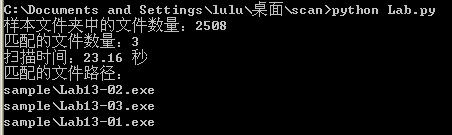 C:\Documents and Settings\lulu\桌面\scan>python Lab.py
样本文件夹中的文件数量：2508
匹配的文件数量：3
扫描时间：23.16 秒
匹配的文件路径：
sample\Lab13-02.exe
sample\Lab13-03.exe
sample\Lab13-01.exe